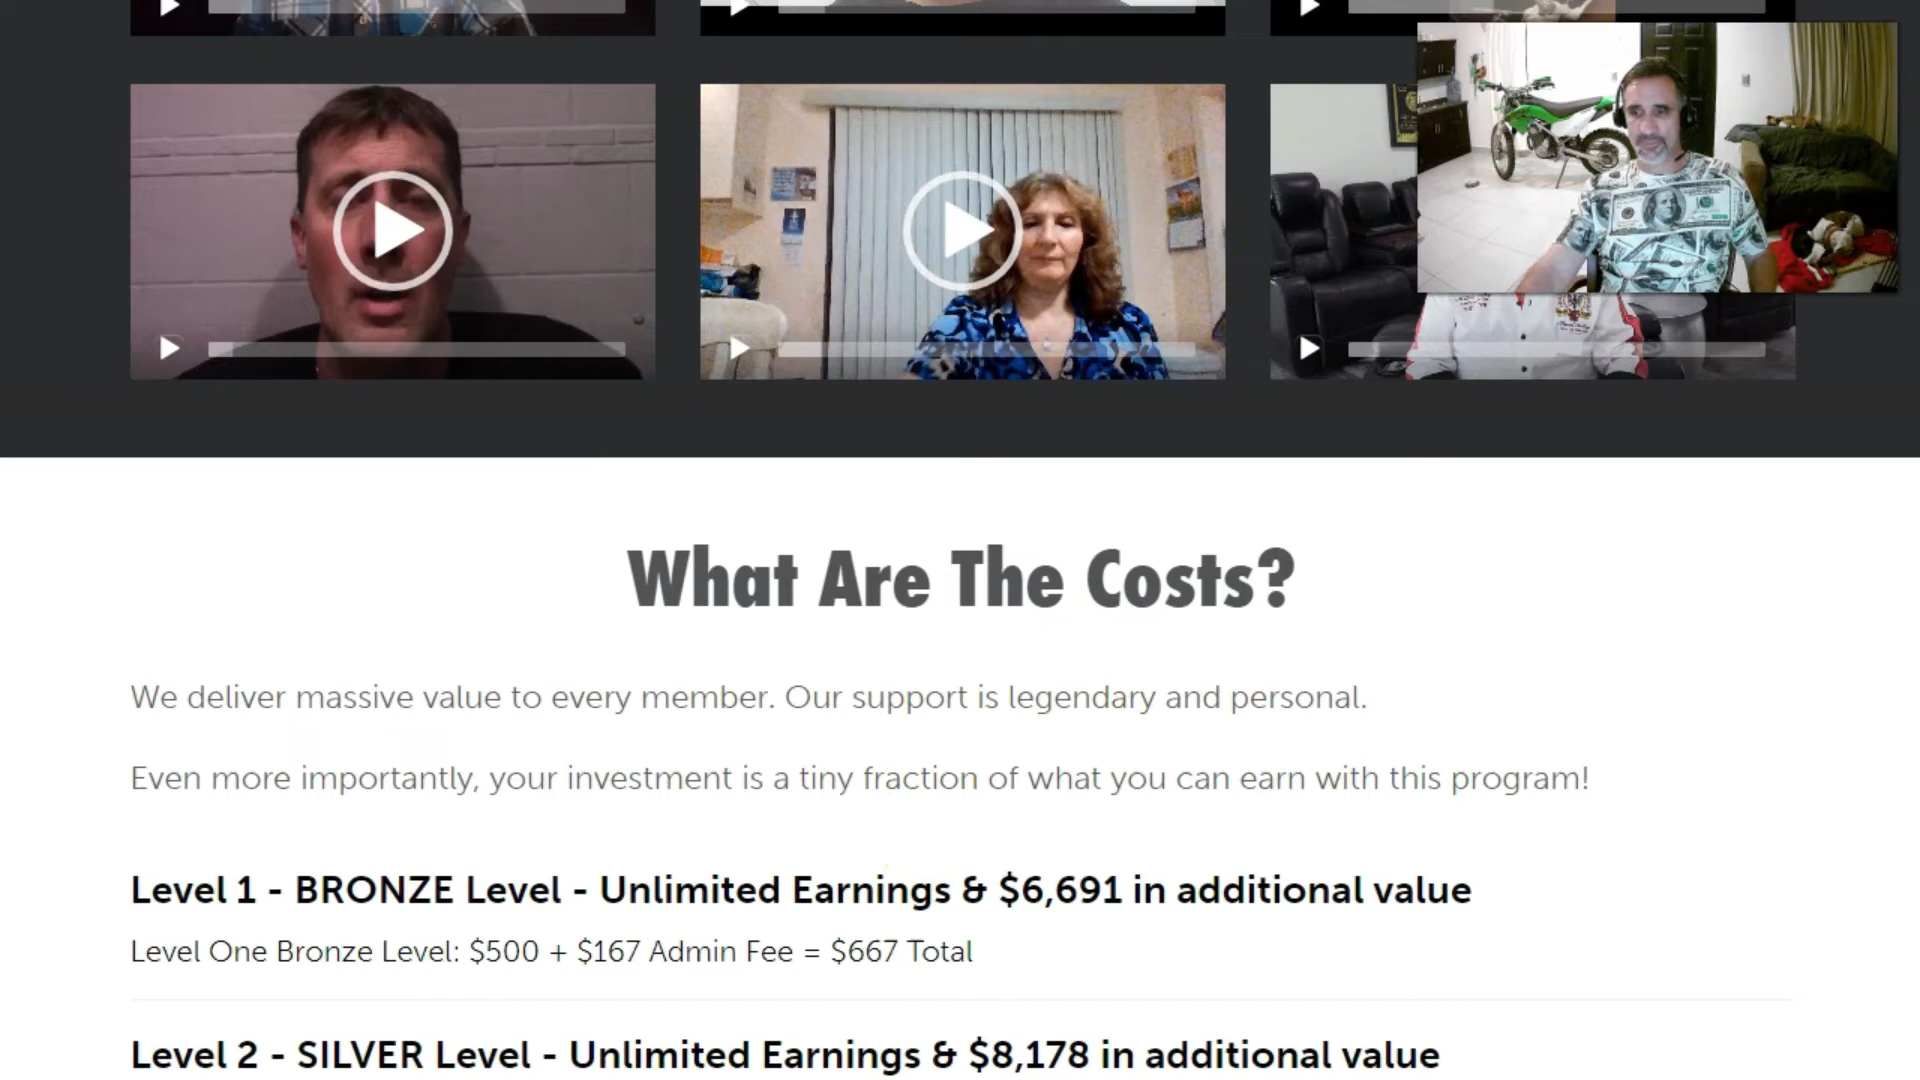 What Are The Costs?
We deliver massive value to every member. Our support is legendary and personal.
Even more importantly, your investment is a tiny fraction of what you can earn with this program!
Level 1 - BRONZE Level - Unlimited Earnings & $6,691 in additional value
Level One Bronze Level: $500 + $167 Admin Fee = $667 Total
Level 2 - SILVER Level - Unlimited Earnings & $8,178 in additional value